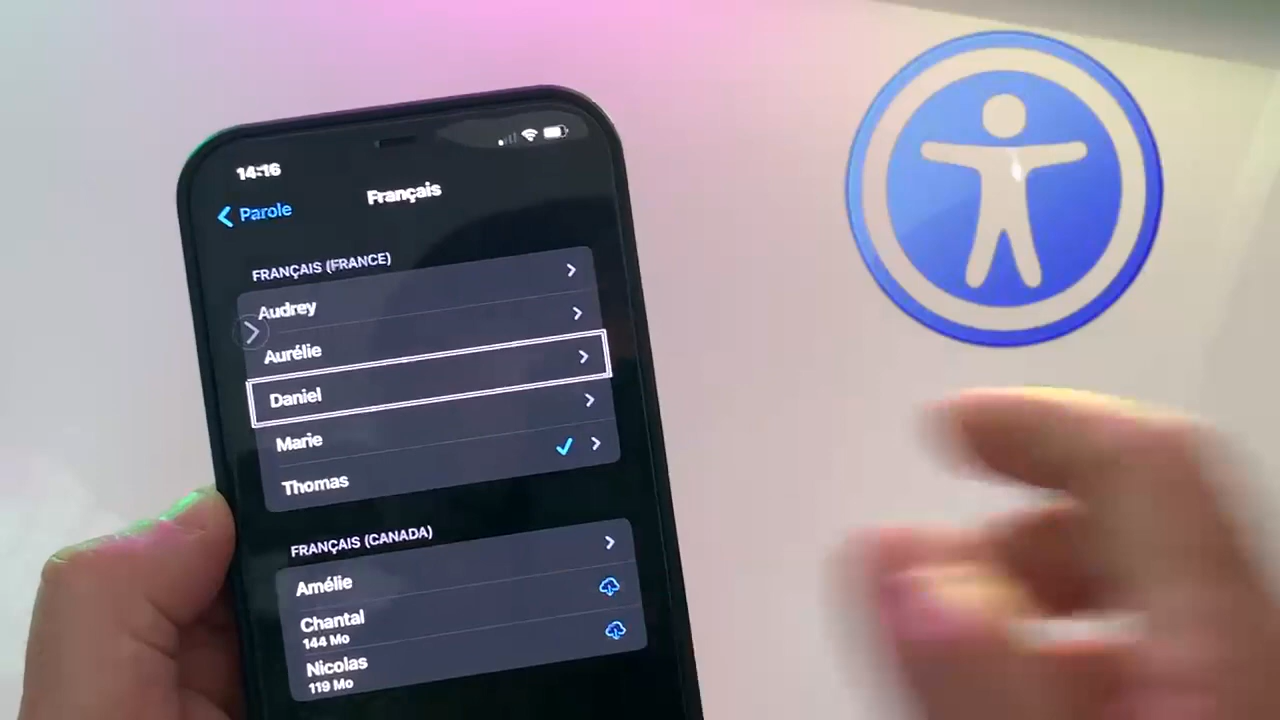 14:16
Parole
Français
FRANÇAIS (FRANCE)
Audrey
Aurélie
Daniel
Marie
Thomas
FRANÇAIS (CANADA)
Amélie
Chantal
144 Mo
Nicolas
119 Mo